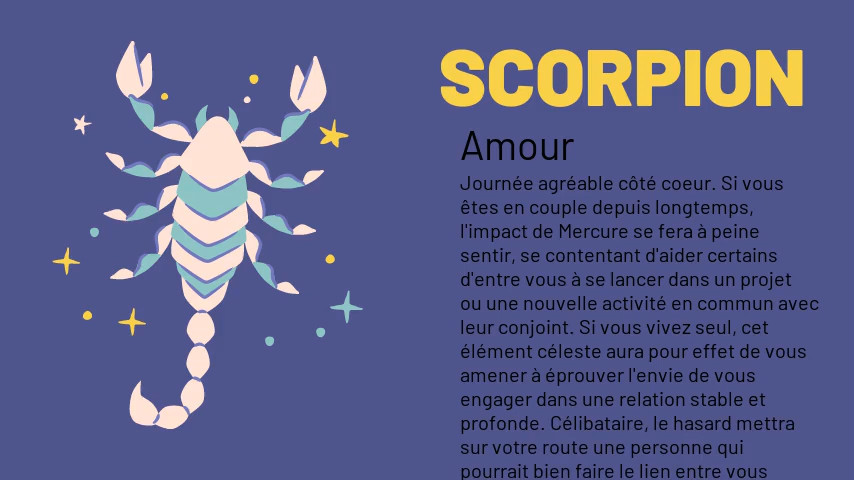 SCORPION
Amour
Journée agréable côté coeur. Si vous
êtes en couple depuis longtemps,
l'impact de Mercure se fera à peine
sentir, se contentant d'aider certains
d'entre vous à se lancer dans un projet
ou une nouvelle activité en commun avec
leur conjoint. Si vous vivez seul, cet
élément céleste aura pour effet de vous
amener à éprouver l'envie de vous
engager dans une relation stable et
profonde. Célibataire, le hasard mettra
sur votre route une personne qui
pourrait bien faire le lien entre vous